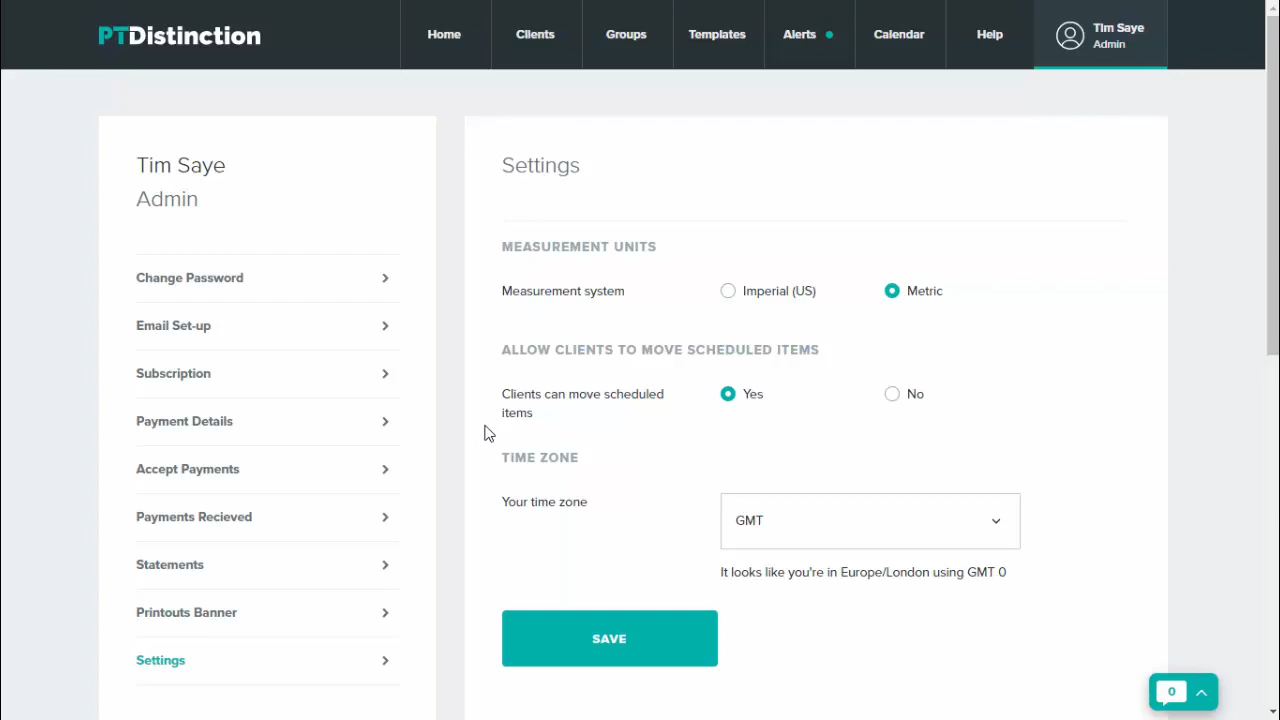 PTDistinction
Home
Clients
Groups
Templates
Alerts
Calendar
Help
Tim Saye
Admin
Tim Saye
Admin
Change Password
Email Set-up
Subscription
Payment Details
Accept Payments
Payments Recieved
Statements
Printouts Banner
Settings
Settings
MEASUREMENT UNITS
Measurement system
Imperial (US)
Metric
ALLOW CLIENTS TO MOVE SCHEDULED ITEMS
Clients can move scheduled
items
Yes
No
TIME ZONE
Your time zone
GMT
It looks like you're in Europe/London using GMT 0
SAVE
0